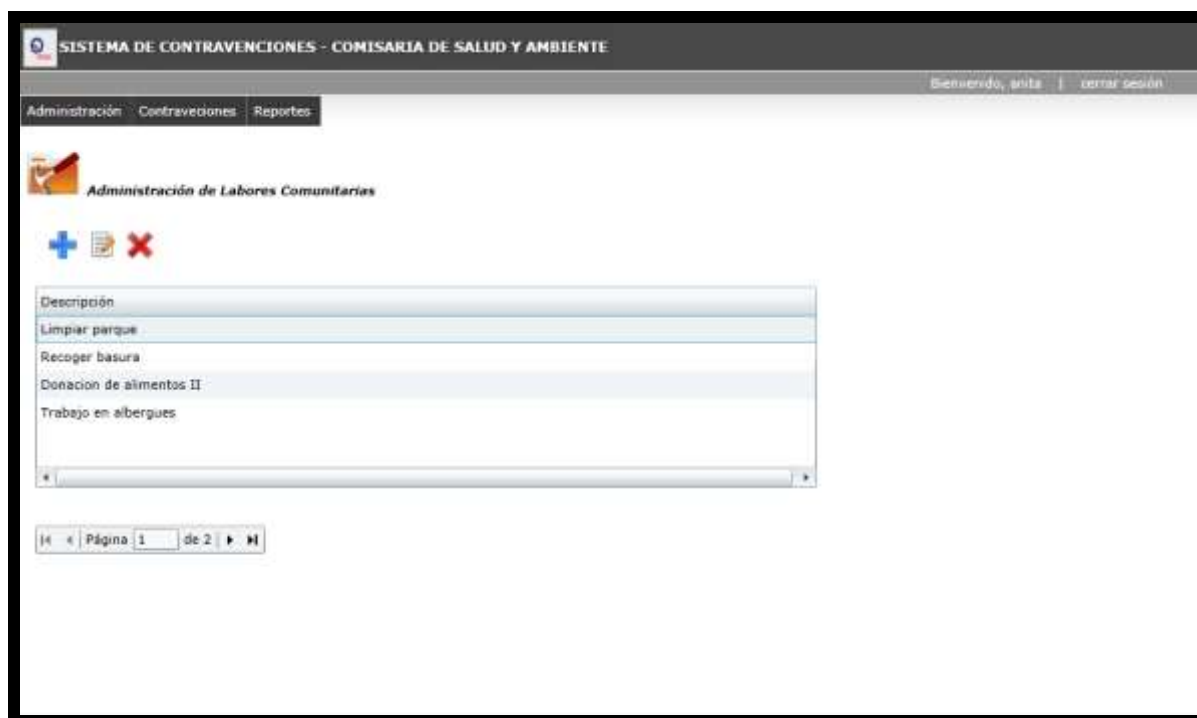 SISTEMA DE CONTRAVENCIONES - COMISARIA DE SALUD Y AMBIENTE
Bienvenido, anita | cerrar sesión
Administración Contraveciones Reportes
Administración de Labores Comunitarias
Descripción
Limpiar parque
Recoger basura
Donacion de alimentos II
Trabajo en albergues
Página 1 de 2